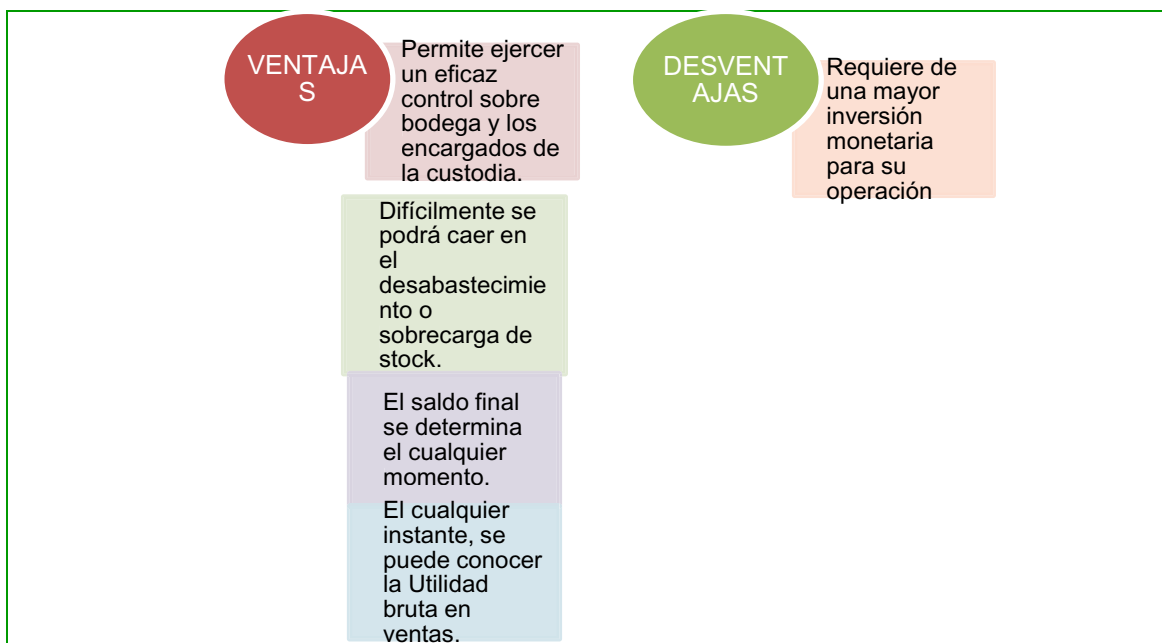 VENTAJA
S
Permite ejercer
un eficaz
control sobre
bodega y los
encargados de
la custodia.
Difícilmente se
podrá caer en
el
desabastecimie
nto o
sobrecarga de
stock.
El saldo final
se determina
el cualquier
momento.
El cualquier
instante, se
puede conocer
la Utilidad
bruta en
ventas.
DESVENT
AJAS
Requiere de
una mayor
inversión
monetaria
para su
operación